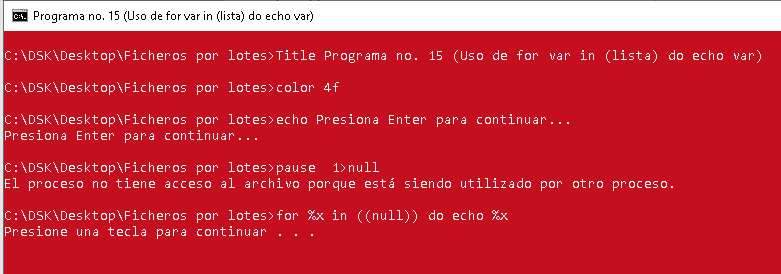 Programa no. 15 (Uso de for var in (lista) do echo var)
C:\DSK\Desktop\Ficheros por lotes>Title Programa no. 15 (Uso de for var in (lista) do echo var)
C:\DSK\Desktop\Ficheros por lotes>color 4f
C:\DSK\Desktop\Ficheros por lotes>echo Presiona Enter para continuar...
Presiona Enter para continuar...
C:\DSK\Desktop\Ficheros por lotes>pause  1>null
El proceso no tiene acceso al archivo porque está siendo utilizado por otro proceso.
C:\DSK\Desktop\Ficheros por lotes>for %x in ((null)) do echo %x
Presione una tecla para continuar . . .